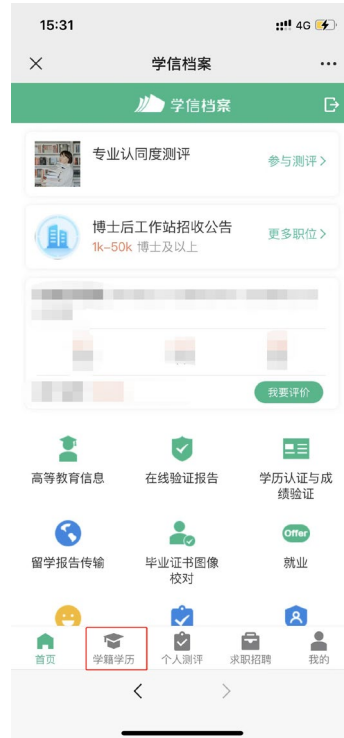 15:31
4G
学信档案
学信档案
专业认同度测评
参与测评
博士后工作站招收公告
1k–50k 博士及以上
更多职位
我要评价
高等教育信息
在线验证报告
学历认证与成
绩验证
留学报告传输
毕业证书图像
校对
Offer
就业
首页
学籍学历
个人测评
求职招聘
我的